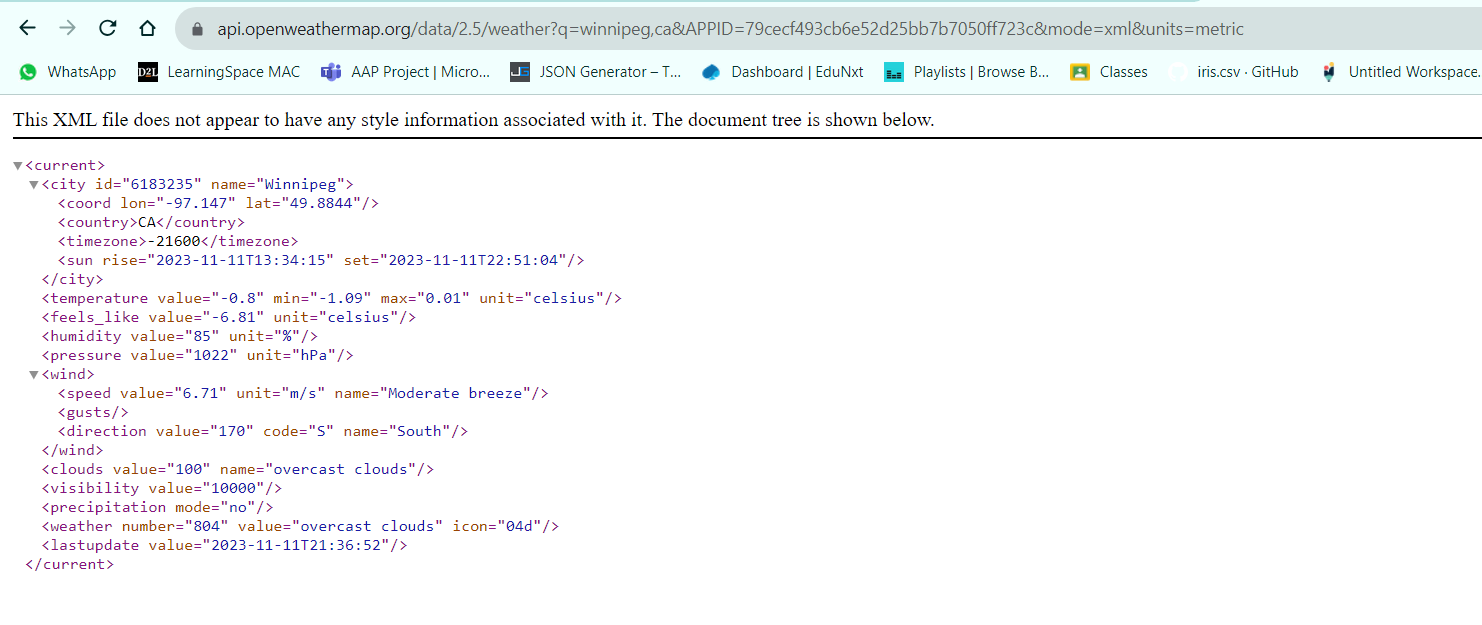 api.openweathermap.org/data/2.5/weather?q=winnipeg,ca&APPID=79cecf493cb6e52d25bb7b7050ff723c&mode=xml&units=metric
WhatsApp D2L LearningSpace MAC AAP Project | Micro... JG JSON Generator – T... Dashboard | EduNxt Playlists | Browse B... Classes iris.csv · GitHub Untitled Workspace.
This XML file does not appear to have any style information associated with it. The document tree is shown below.
▼<current>
▼<city id="6183235" name="Winnipeg">
<coord lon="-97.147" lat="49.8844"/>
<country>CA</country>
<timezone>-21600</timezone>
<sun rise="2023-11-11T13:34:15" set="2023-11-11T22:51:04"/>
</city>
<temperature value="-0.8" min="-1.09" max="0.01" unit="celsius"/>
<feels_like value="-6.81" unit="celsius"/>
<humidity value="85" unit="%"/>
<pressure value="1022" unit="hPa"/>
▼<wind>
<speed value="6.71" unit="m/s" name="Moderate breeze"/>
<gusts/>
<direction value="170" code="S" name="South"/>
</wind>
<clouds value="100" name="overcast clouds"/>
<visibility value="10000"/>
<precipitation mode="no"/>
<weather number="804" value="overcast clouds" icon="04d"/>
<lastupdate value="2023-11-11T21:36:52"/>
</current>